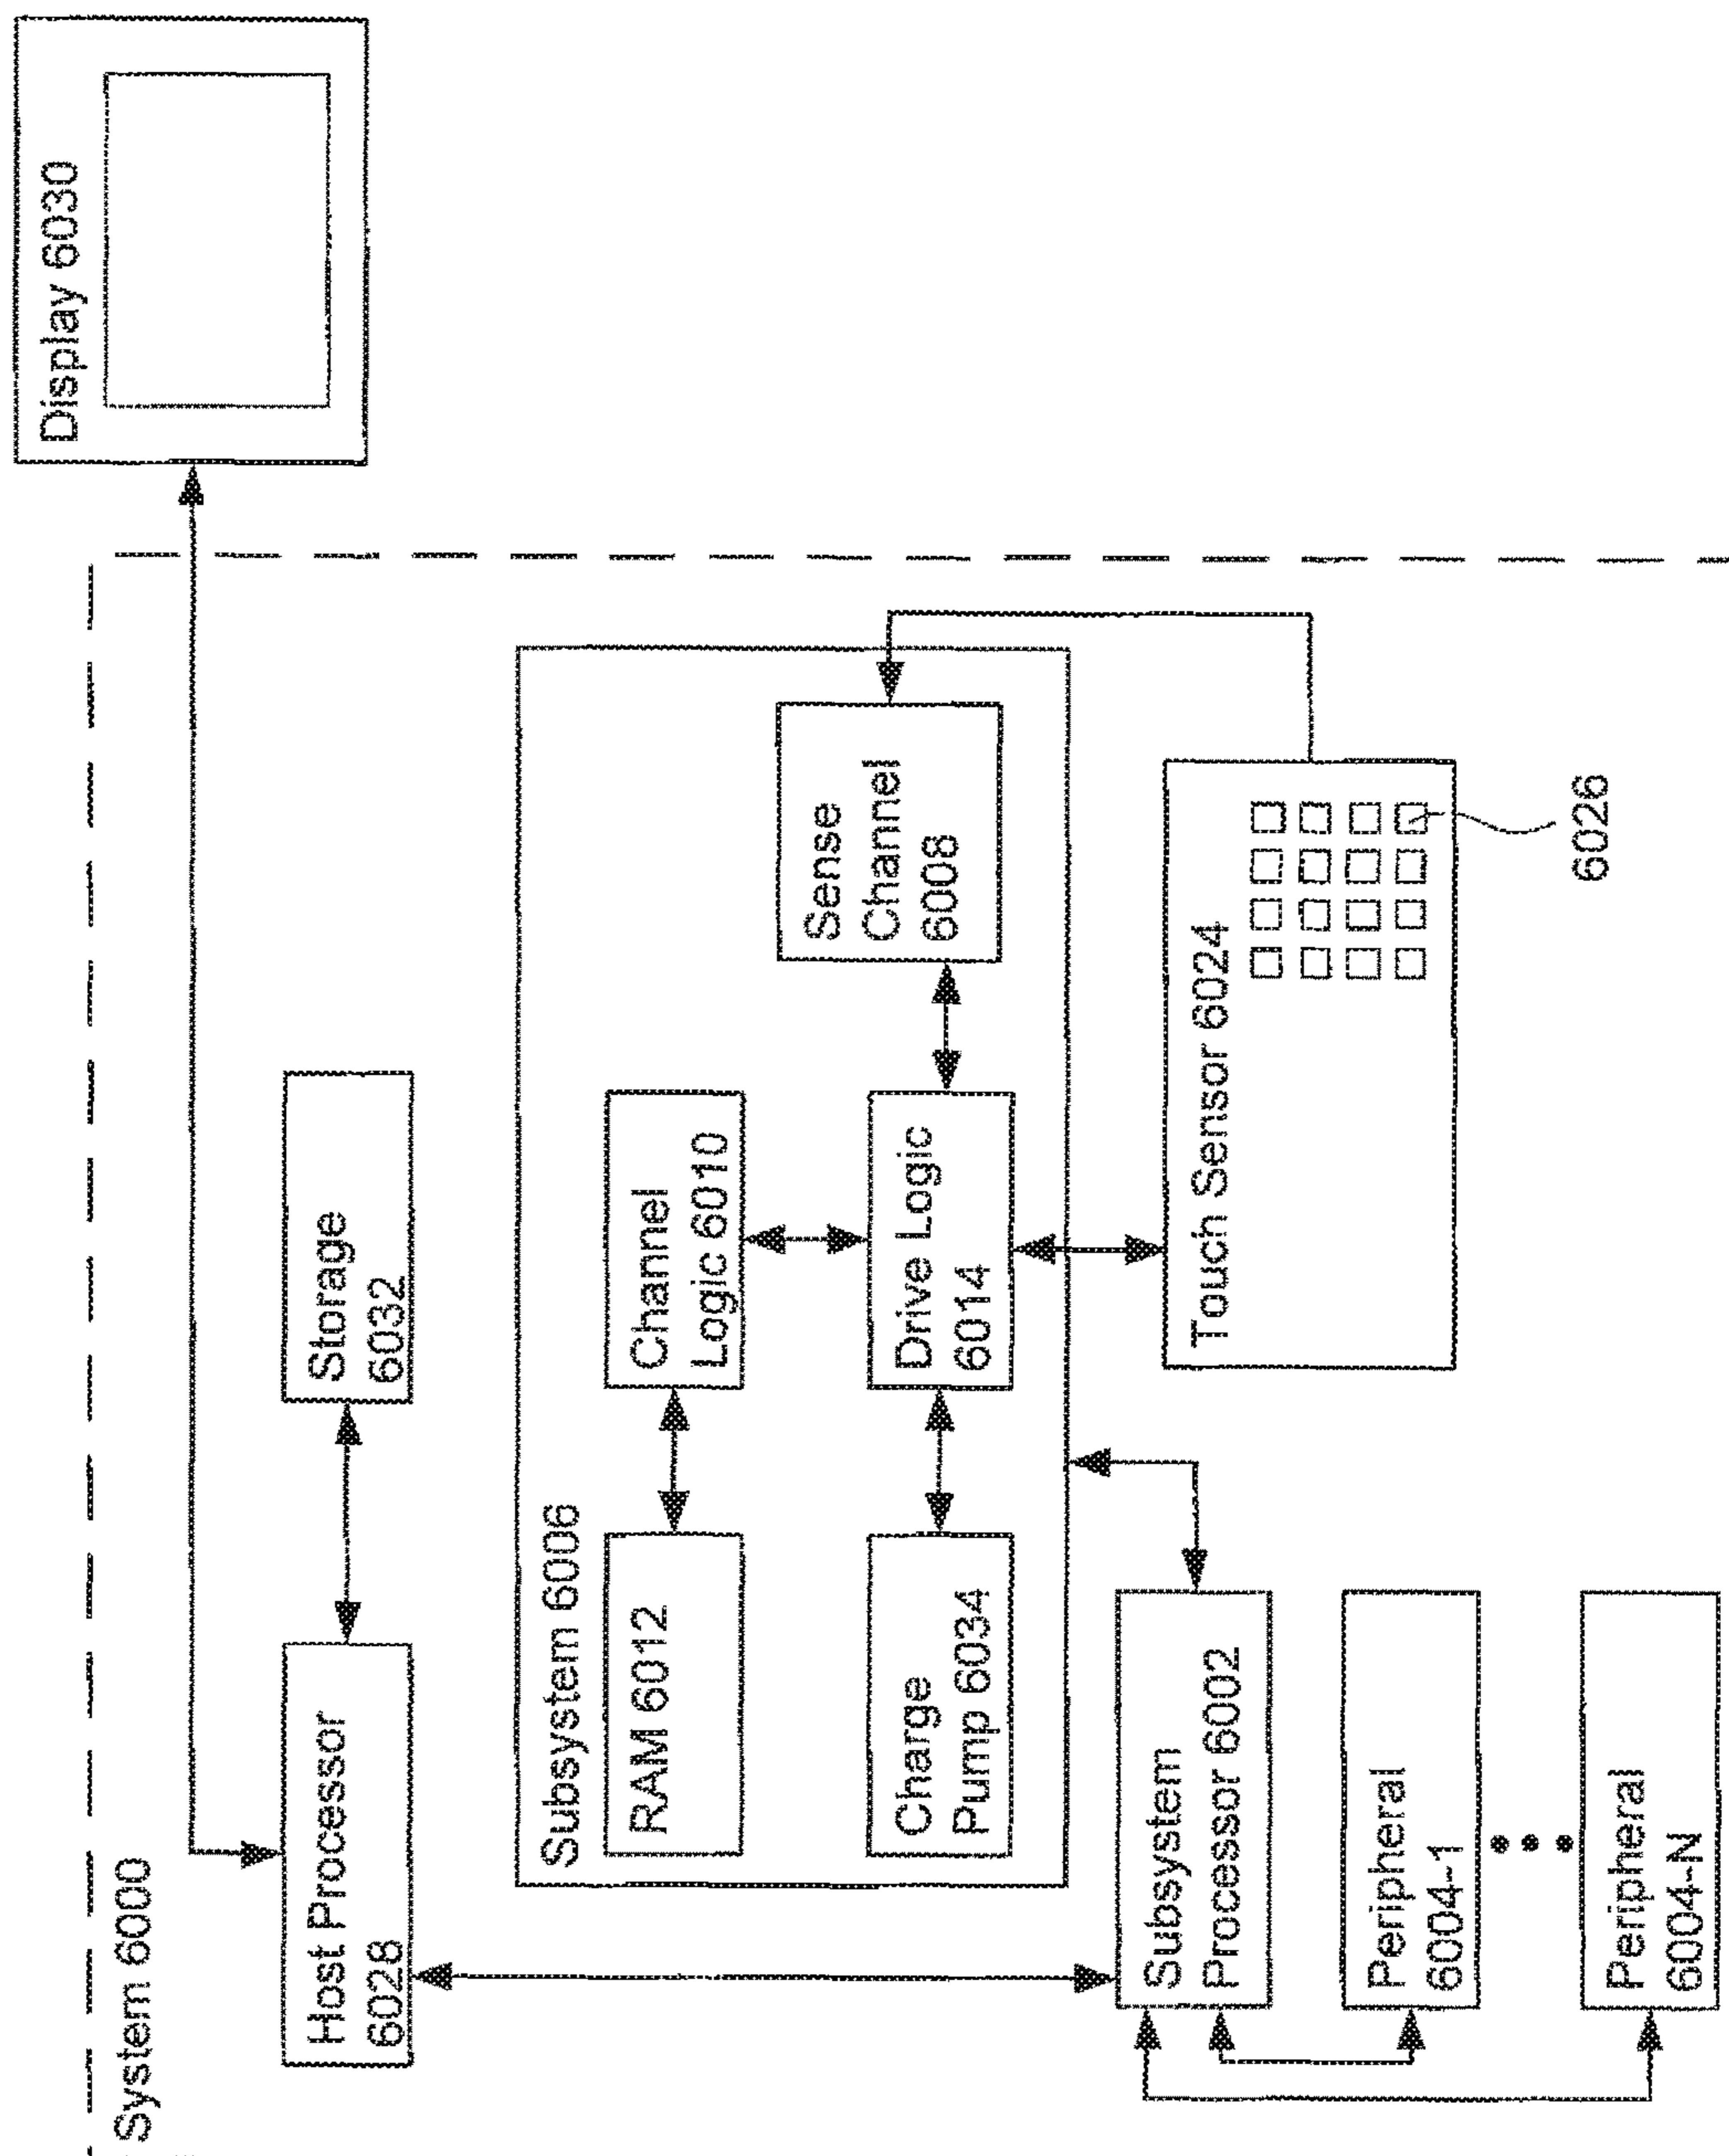 System 6000
Display 6030
Host Processor
6028
Storage
6032
Subsystem 6006
RAM 6012
Channel
Logic 6010
Sense
Channel
6008
Charge
Pump 6034
Drive Logic
6014
Subsystem
Processor 6002
Touch Sensor 6024
6026
Peripheral
6004-1
Peripheral
6004-N